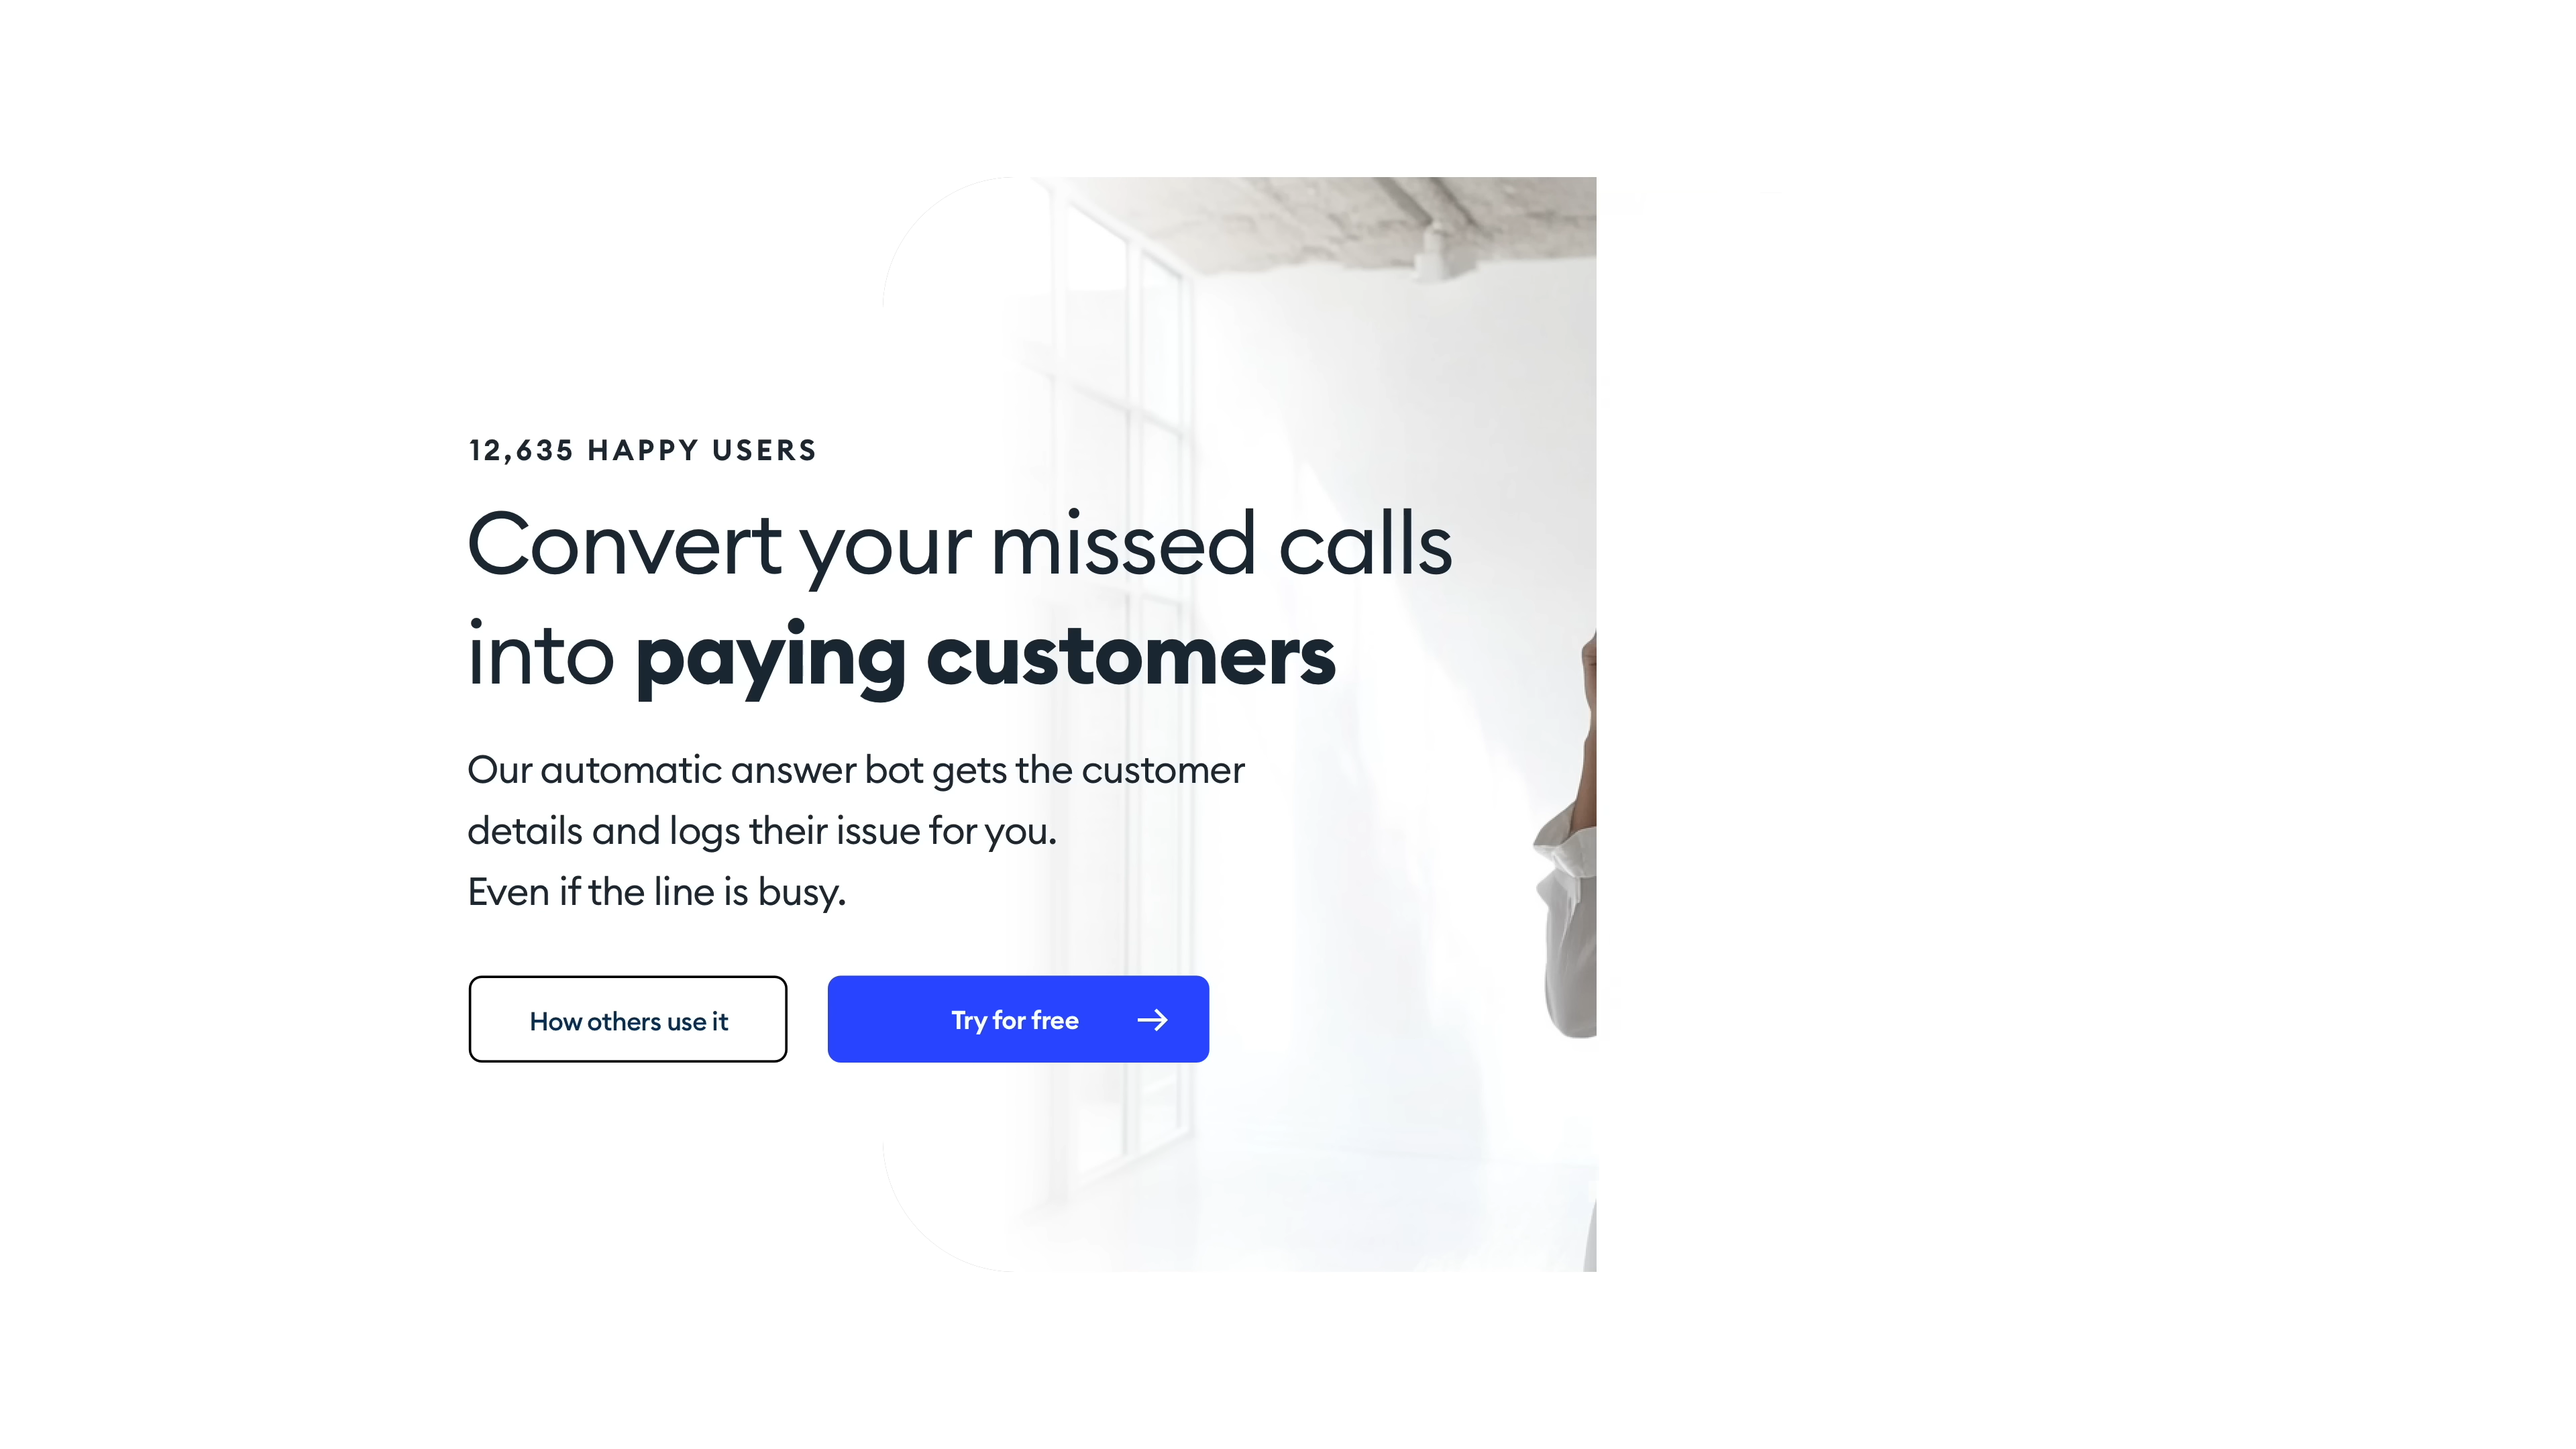 12,635 HAPPY USERS
Convert your missed calls
into paying customers
Our automatic answer bot gets the customer
details and logs their issue for you.
Even if the line is busy.
How others use it
Try for free